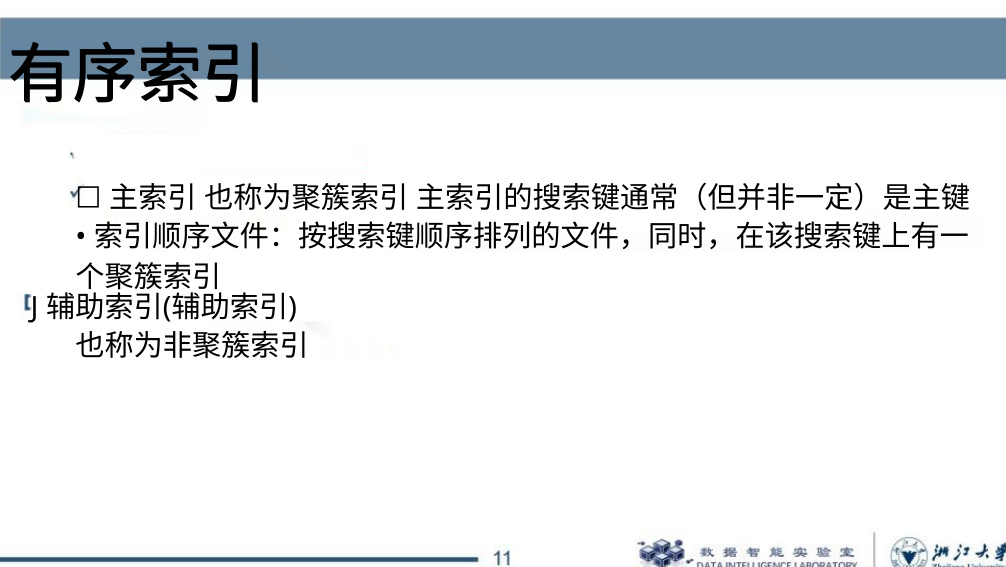 有序索引
□ 主索引 也称为聚簇索引 主索引的搜索键通常（但并非一定）是主键
• 索引顺序文件：按搜索键顺序排列的文件，同时，在该搜索键上有一
个聚簇索引
J 辅助索引(辅助索引)
也称为非聚簇索引
11
数据智能实验室
DATA INTELLIGENCE LABORATORY
浙江大学
Zhejiang University